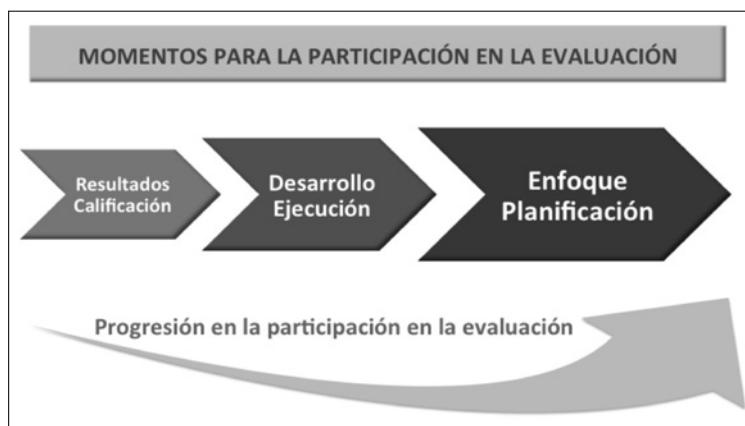 MOMENTOS PARA LA PARTICIPACIÓN EN LA EVALUACIÓN
Resultados
Calificación
Desarrollo
Ejecución
Enfoque
Planificación
Progresión en la participación en la evaluación